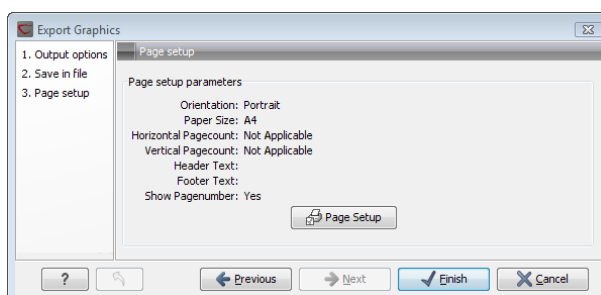 Export Graphics
1. Output options
2. Save in file
3. Page setup
Page setup
Page setup parameters
Orientation: Portrait
Paper Size: A4
Horizontal Pagecount: Not Applicable
Vertical Pagecount: Not Applicable
Header Text:
Footer Text:
Show Pagenumber: Yes
Page Setup
? Previous Next Finish Cancel